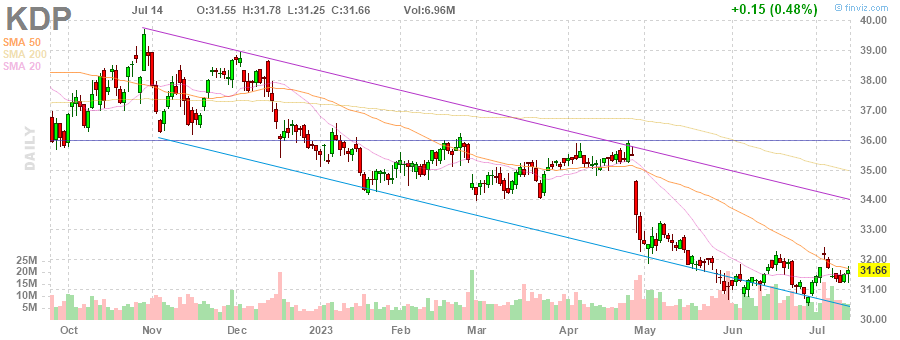 KDP
Jul 14 O:31.55 H:31.78 L:31.25 C:31.66 Vol:6.96M +0.15 (0.48%)
© finviz.com
SMA 50
SMA 200
SMA 20
DAILY
40.00
39.00
38.00
37.00
36.00
35.00
34.00
33.00
32.00
31.66
31.00
30.00
25M
20M
15M
10M
5M
Oct Nov Dec 2023 Feb Mar Apr May Jun Jul